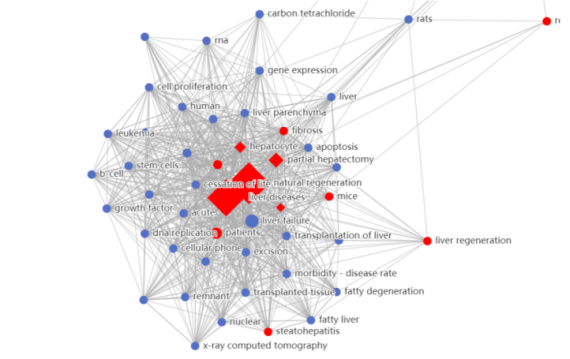 carbon tetrachloride
rats
rna
gene expression
cell proliferation
liver
human
liver parenchyma
fibrosis
leukemia
hepatocyte
apoptosis
partial hepatectomy
stem cells
b-cell
cessation of life
natural regeneration
liver diseases
mice
growth factor
acute
liver failure
dna replication
patients
transplantation of liver
liver regeneration
cellular phone
excision
morbidity - disease rate
remnant
transplanted tissue
fatty degeneration
nuclear
fatty liver
steatohepatitis
x-ray computed tomography